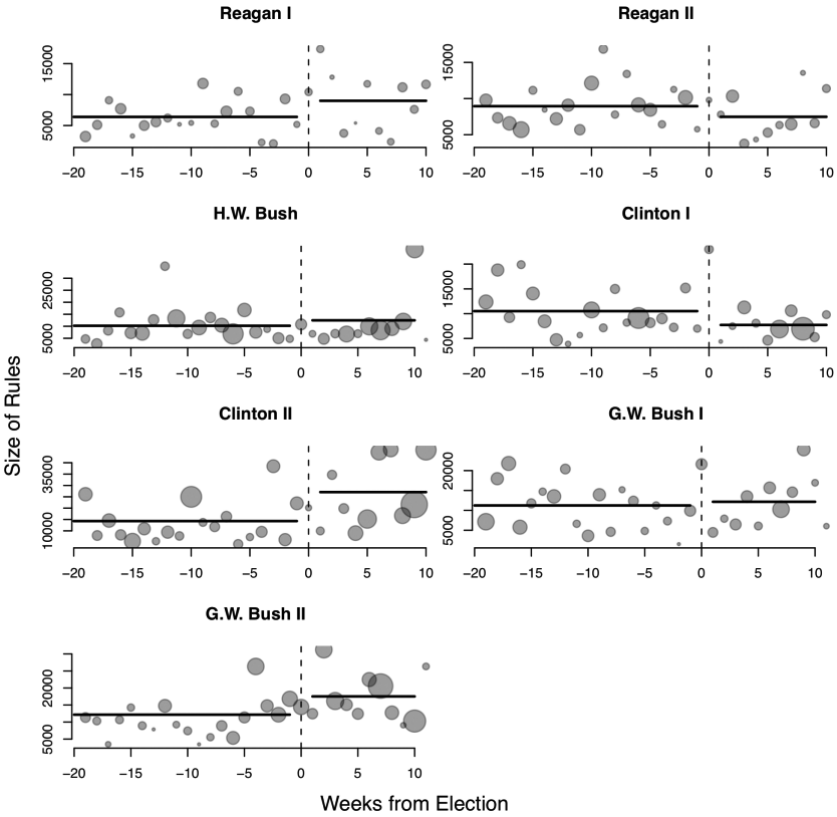 Reagan I
Reagan II
15000
5000
−20 −15 −10 −5 0 5 10
15000
5000
−20 −15 −10 −5 0 5 10
H.W. Bush
Clinton I
25000
5000
−20 −15 −10 −5 0 5 10
15000
5000
−20 −15 −10 −5 0 5 10
Clinton II
G.W. Bush I
35000
10000
−20 −15 −10 −5 0 5 10
20000
5000
−20 −15 −10 −5 0 5 10
G.W. Bush II
20000
5000
−20 −15 −10 −5 0 5 10
Size of Rules
Weeks from Election